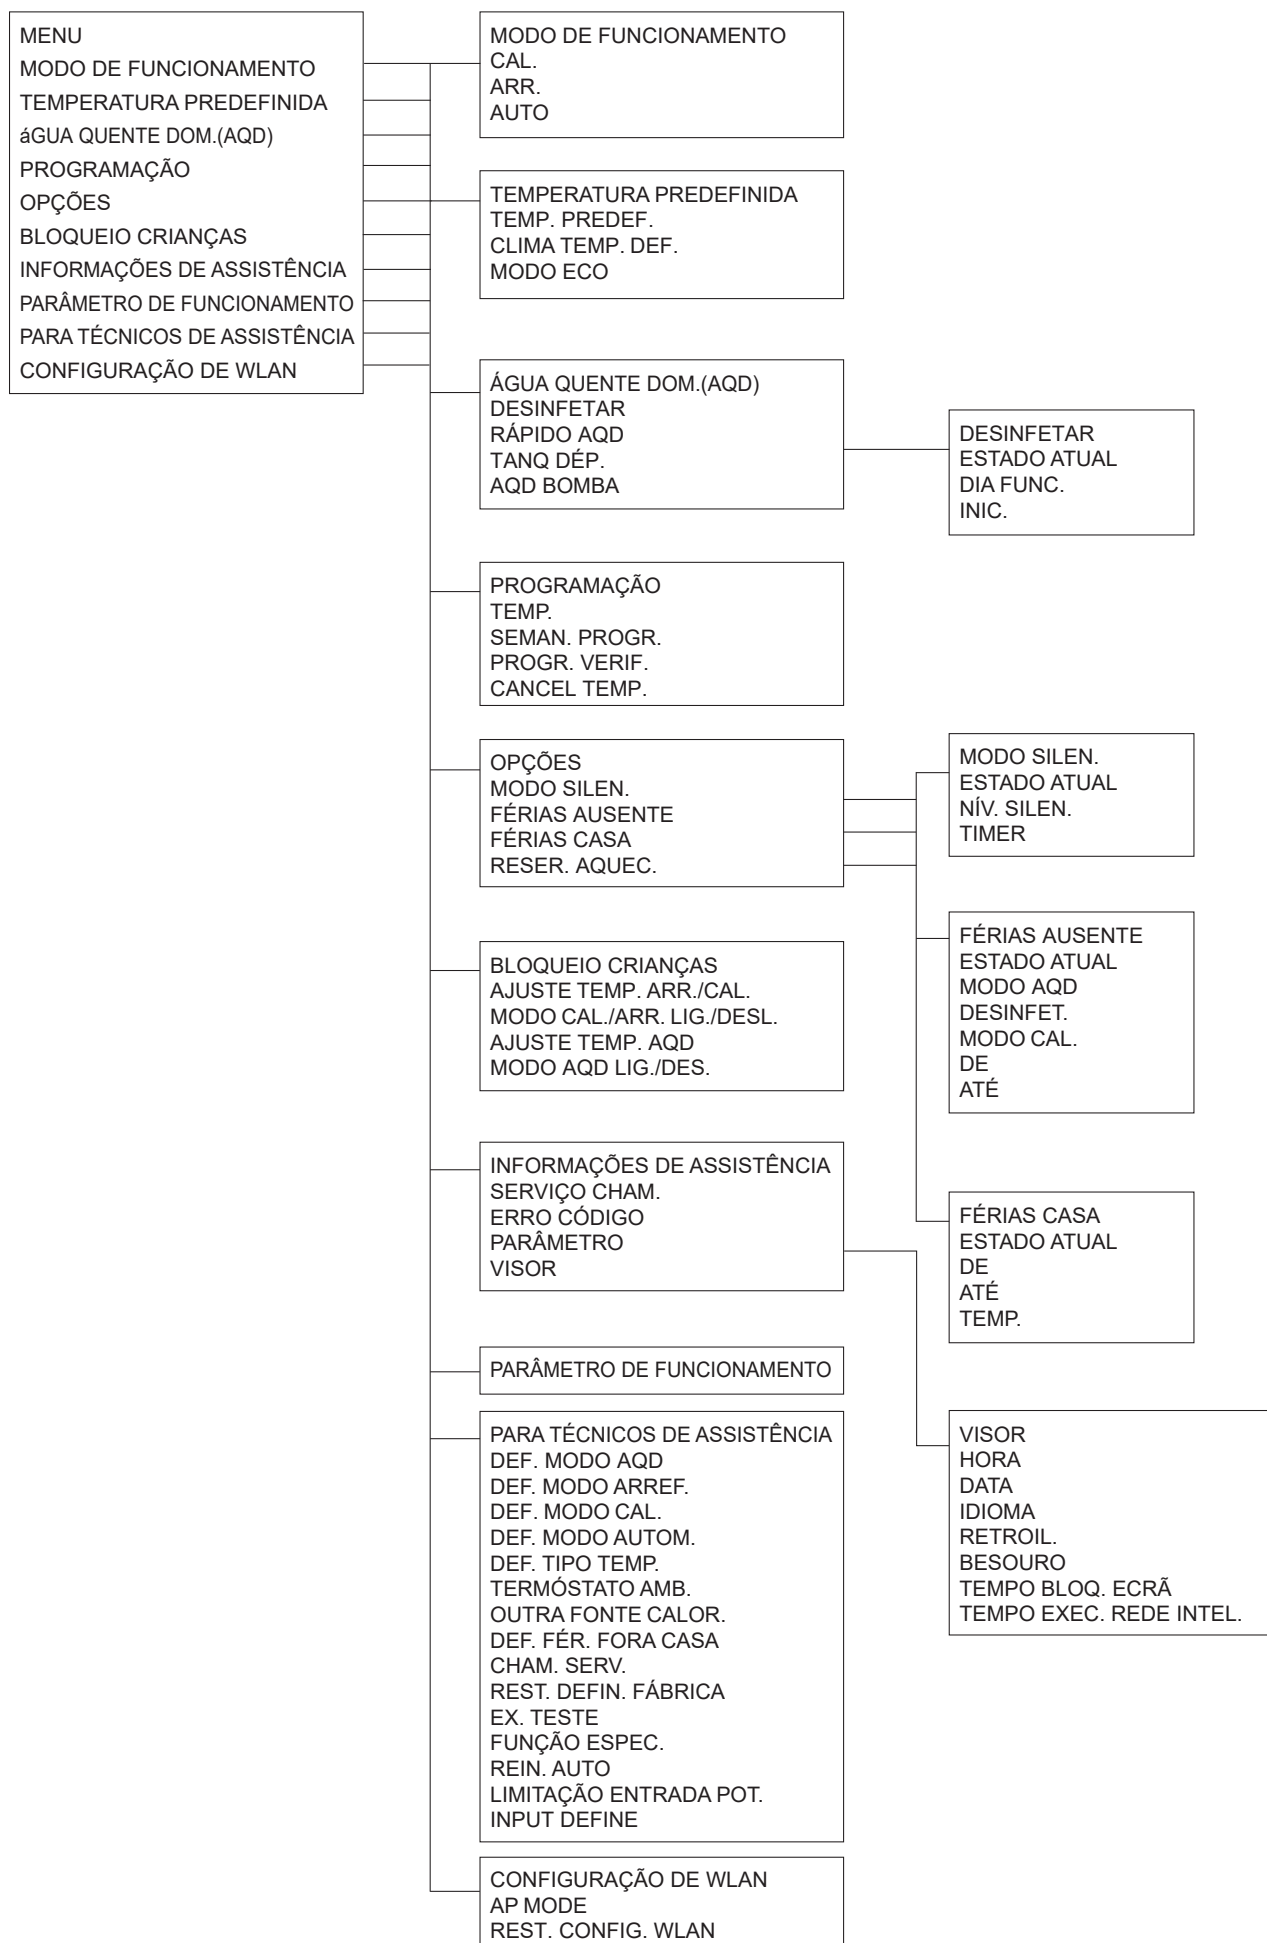 MENU
MODO DE FUNCIONAMENTO
TEMPERATURA PREDEFINIDA
áGUA QUENTE DOM.(AQD)
PROGRAMAÇÃO
OPÇÕES
BLOQUEIO CRIANÇAS
INFORMAÇÕES DE ASSISTÊNCIA
PARÂMETRO DE FUNCIONAMENTO
PARA TÉCNICOS DE ASSISTÊNCIA
CONFIGURAÇÃO DE WLAN
MODO DE FUNCIONAMENTO
CAL.
ARR.
AUTO
TEMPERATURA PREDEFINIDA
TEMP. PREDEF.
CLIMA TEMP. DEF.
MODO ECO
ÁGUA QUENTE DOM.(AQD)
DESINFETAR
RÁPIDO AQD
TANQ DÉP.
AQD BOMBA
DESINFETAR
ESTADO ATUAL
DIA FUNC.
INIC.
PROGRAMAÇÃO
TEMP.
SEMAN. PROGR.
PROGR. VERIF.
CANCEL TEMP.
OPÇÕES
MODO SILEN.
FÉRIAS AUSENTE
FÉRIAS CASA
RESER. AQUEC.
MODO SILEN.
ESTADO ATUAL
NÍV. SILEN.
TIMER
FÉRIAS AUSENTE
ESTADO ATUAL
MODO AQD
DESINFET.
MODO CAL.
DE
ATÉ
FÉRIAS CASA
ESTADO ATUAL
DE
ATÉ
TEMP.
BLOQUEIO CRIANÇAS
AJUSTE TEMP. ARR./CAL.
MODO CAL./ARR. LIG./DESL.
AJUSTE TEMP. AQD
MODO AQD LIG./DES.
INFORMAÇÕES DE ASSISTÊNCIA
SERVIÇO CHAM.
ERRO CÓDIGO
PARÂMETRO
VISOR
VISOR
HORA
DATA
IDIOMA
RETROIL.
BESOURO
TEMPO BLOQ. ECRÃ
TEMPO EXEC. REDE INTEL.
PARÂMETRO DE FUNCIONAMENTO
PARA TÉCNICOS DE ASSISTÊNCIA
DEF. MODO AQD
DEF. MODO ARREF.
DEF. MODO CAL.
DEF. MODO AUTOM.
DEF. TIPO TEMP.
TERMÓSTATO AMB.
OUTRA FONTE CALOR.
DEF. FÉR. FORA CASA
CHAM. SERV.
REST. DEFIN. FÁBRICA
EX. TESTE
FUNÇÃO ESPEC.
REIN. AUTO
LIMITAÇÃO ENTRADA POT.
INPUT DEFINE
CONFIGURAÇÃO DE WLAN
AP MODE
REST. CONFIG. WLAN